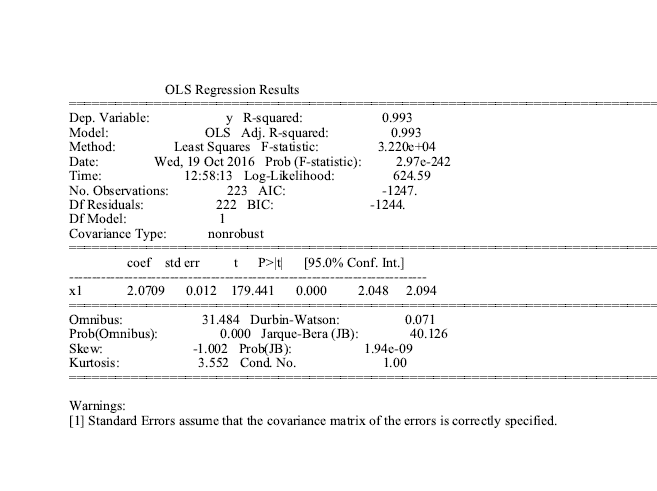 OLS Regression Results
==============================================================================
Dep. Variable: y R-squared: 0.993
Model: OLS Adj. R-squared: 0.993
Method: Least Squares F-statistic: 3.220e+04
Date: Wed, 19 Oct 2016 Prob (F-statistic): 2.97e-242
Time: 12:58:13 Log-Likelihood: 624.59
No. Observations: 223 AIC: -1247.
Df Residuals: 222 BIC: -1244.
Df Model: 1
Covariance Type: nonrobust
==============================================================================
coef std err t P>|t| [95.0% Conf. Int.]
------------------------------------------------------------------------------
x1 2.0709 0.012 179.441 0.000 2.048 2.094
==============================================================================
Omnibus: 31.484 Durbin-Watson: 0.071
Prob(Omnibus): 0.000 Jarque-Bera (JB): 40.126
Skew: -1.002 Prob(JB): 1.94e-09
Kurtosis: 3.552 Cond. No. 1.00
==============================================================================
Warnings:
[1] Standard Errors assume that the covariance matrix of the errors is correctly specified.